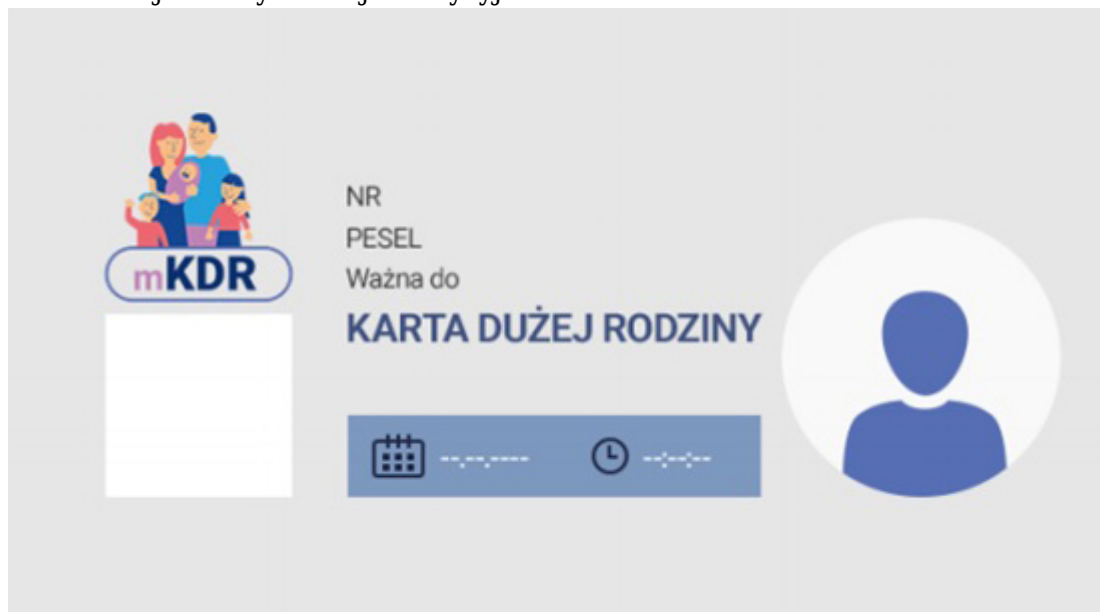 mKDR
NR
PESEL
Ważna do
KARTA DUŻEJ RODZINY
--.--.----
--:--:--